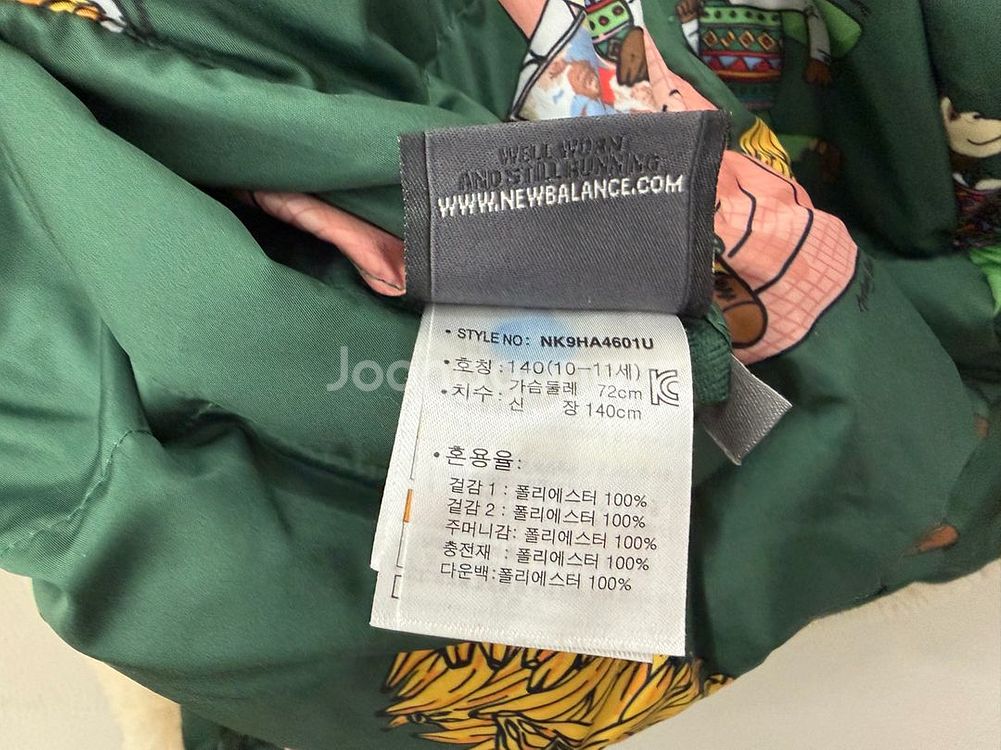 WELL WORN
AND STILL RUNNING
WWW.NEWBALANCE.COM
• STYLE NO: NK9HA4601U
• 호칭 : 140(10-11세)
• 치수 : 가슴둘레 72cm
신 장 140cm
• 혼용율:
겉감 1 : 폴리에스터 100%
겉감 2 : 폴리에스터 100%
주머니감: 폴리에스터 100%
충전재 : 폴리에스터 100%
다운백:폴리에스터 100%